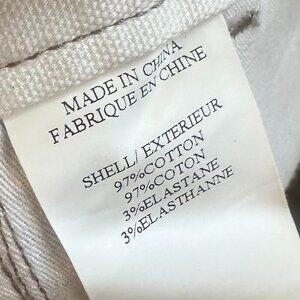 MADE IN CHINA
FABRIQUE EN CHINE
SHELL/ EXTERIEUR
97%COTTON
97%COTON
3%ELASTANE
3%ELASTHANNE